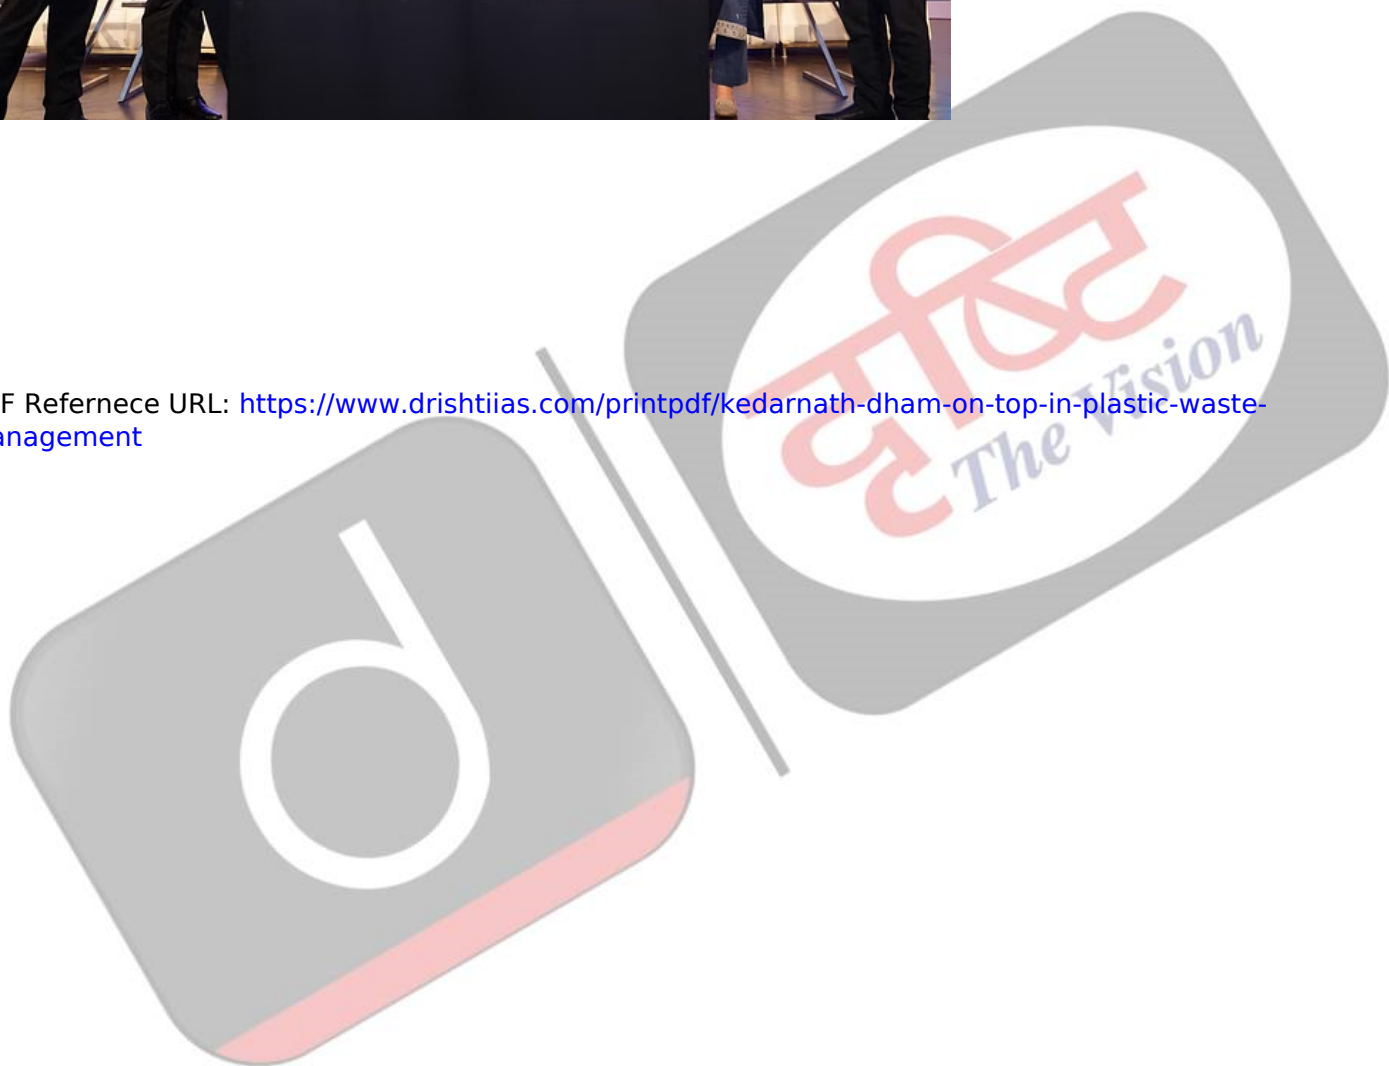 F Refernece URL: https://www.drishtiias.com/printpdf/kedarnath-dham-on-top-in-plastic-waste-
anagement
दृष्टि
The Vision
d